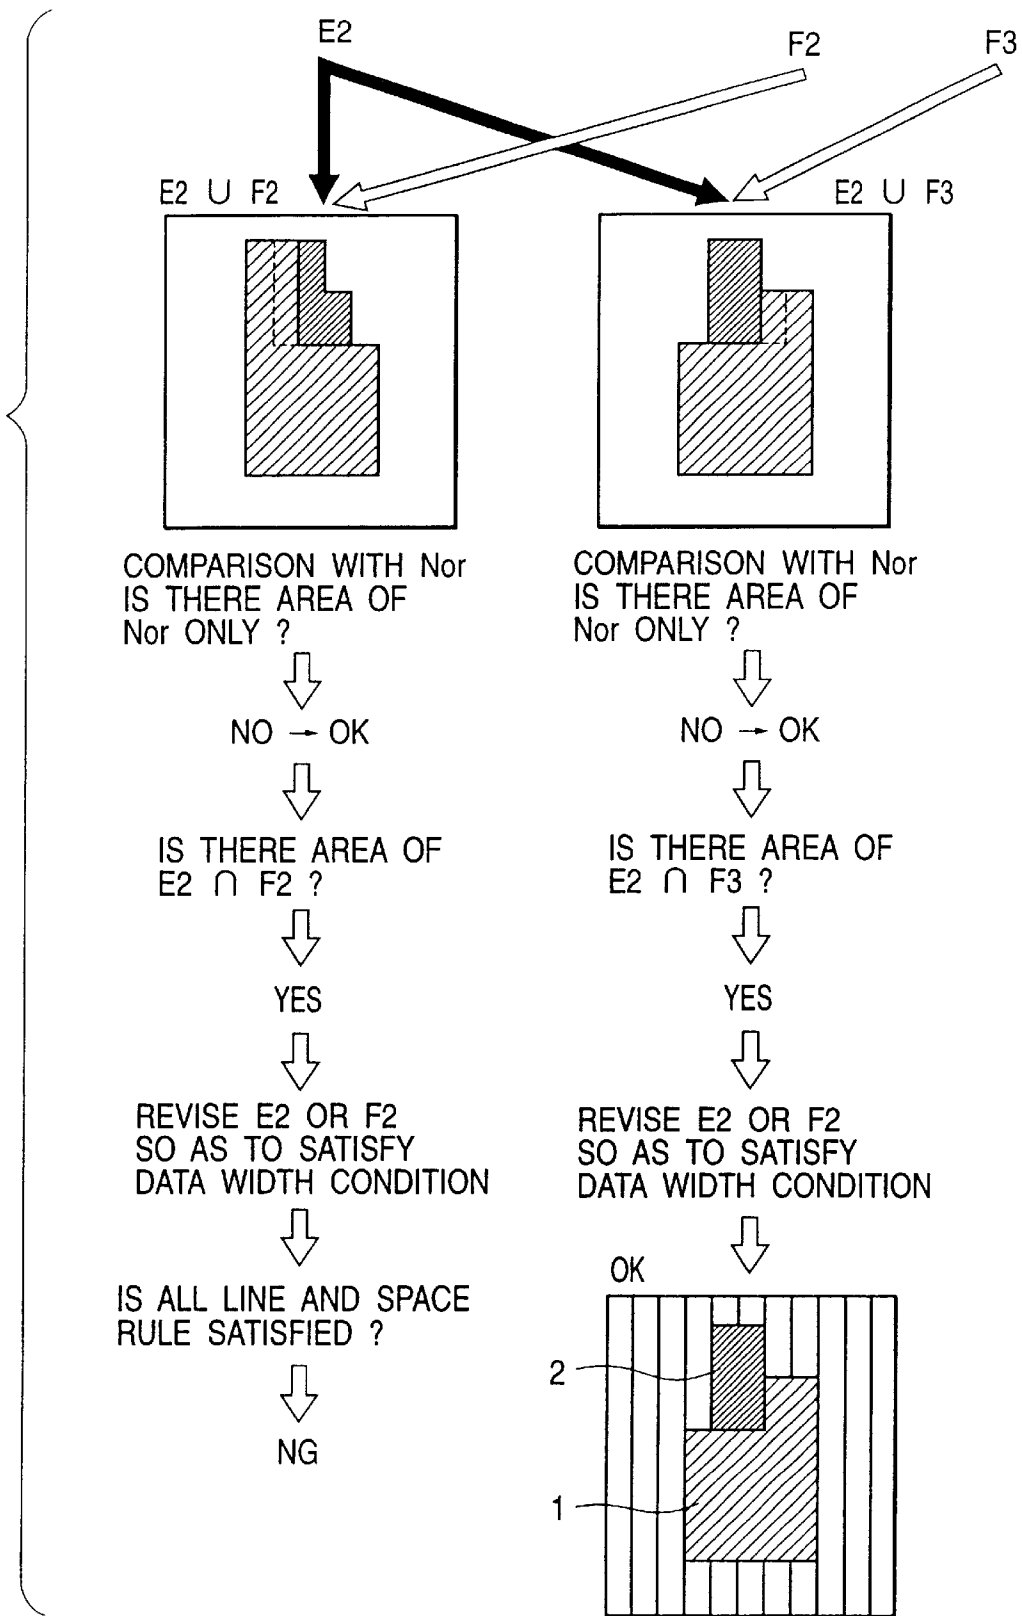 E2
F2
F3
E2 ∪ F2
E2 ∪ F3
COMPARISON WITH Nor
IS THERE AREA OF
Nor ONLY ?
NO → OK
IS THERE AREA OF
E2 ∩ F2 ?
YES
REVISE E2 OR F2
SO AS TO SATISFY
DATA WIDTH CONDITION
IS ALL LINE AND SPACE
RULE SATISFIED ?
NG
COMPARISON WITH Nor
IS THERE AREA OF
Nor ONLY ?
NO → OK
IS THERE AREA OF
E2 ∩ F3 ?
YES
REVISE E2 OR F2
SO AS TO SATISFY
DATA WIDTH CONDITION
OK
2
1